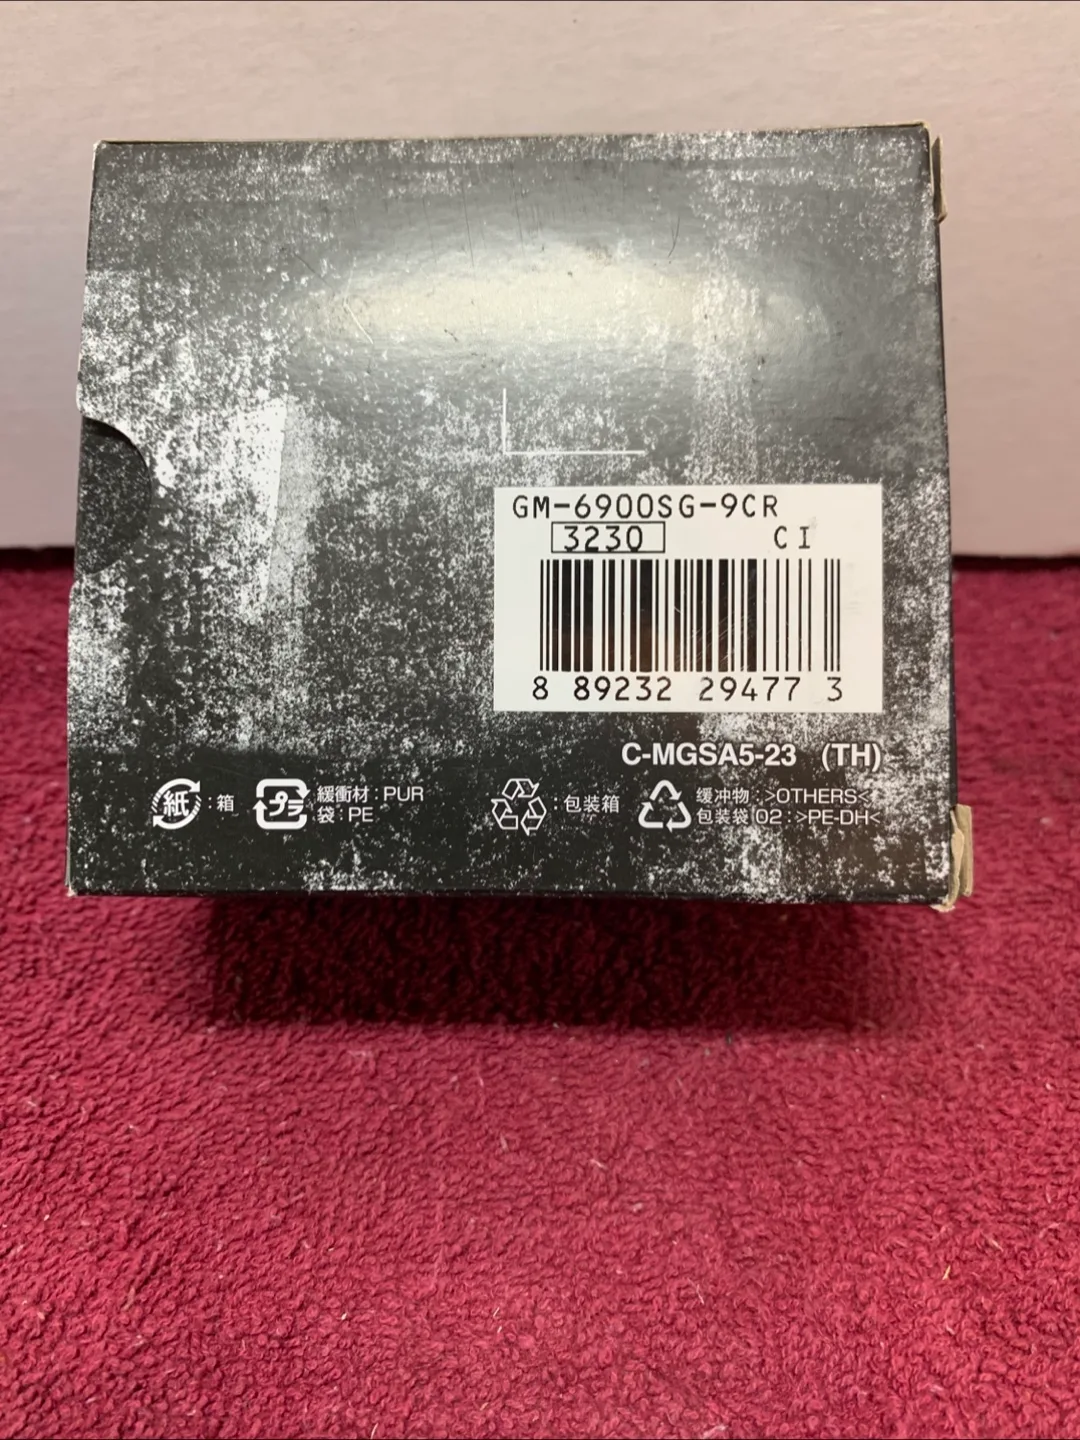 GM-6900SG-9CR
3230 CI
8 89232 29477 3
C-MGSA5-23 (TH)
紙 : 箱
プラ 緩衝材 : PUR
袋 : PE
: 包装箱
缓冲物 : >OTHERS<
包装袋 02 : >PE-DH<